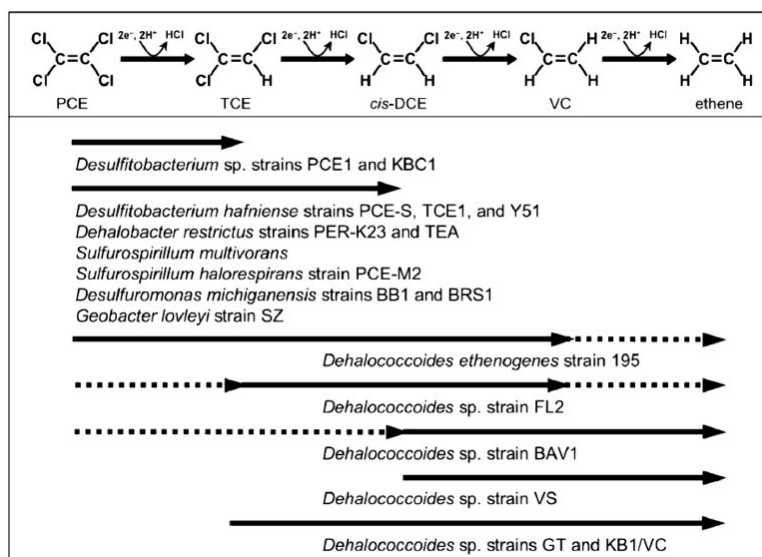 Cl Cl 2e⁻, 2H⁺ HCl Cl Cl 2e⁻, 2H⁺ HCl Cl Cl 2e⁻, 2H⁺ HCl Cl H 2e⁻, 2H⁺ HCl H H
C=C C=C C=C C=C C=C
Cl Cl Cl H H H Cl H H H
PCE TCE cis-DCE VC ethene
Desulfitobacterium sp. strains PCE1 and KBC1
Desulfitobacterium hafniense strains PCE-S, TCE1, and Y51
Dehalobacter restrictus strains PER-K23 and TEA
Sulfurospirillum multivorans
Sulfurospirillum halorespirans strain PCE-M2
Desulfuromonas michiganensis strains BB1 and BRS1
Geobacter lovleyi strain SZ
Dehalococcoides ethenogenes strain 195
Dehalococcoides sp. strain FL2
Dehalococcoides sp. strain BAV1
Dehalococcoides sp. strain VS
Dehalococcoides sp. strains GT and KB1/VC